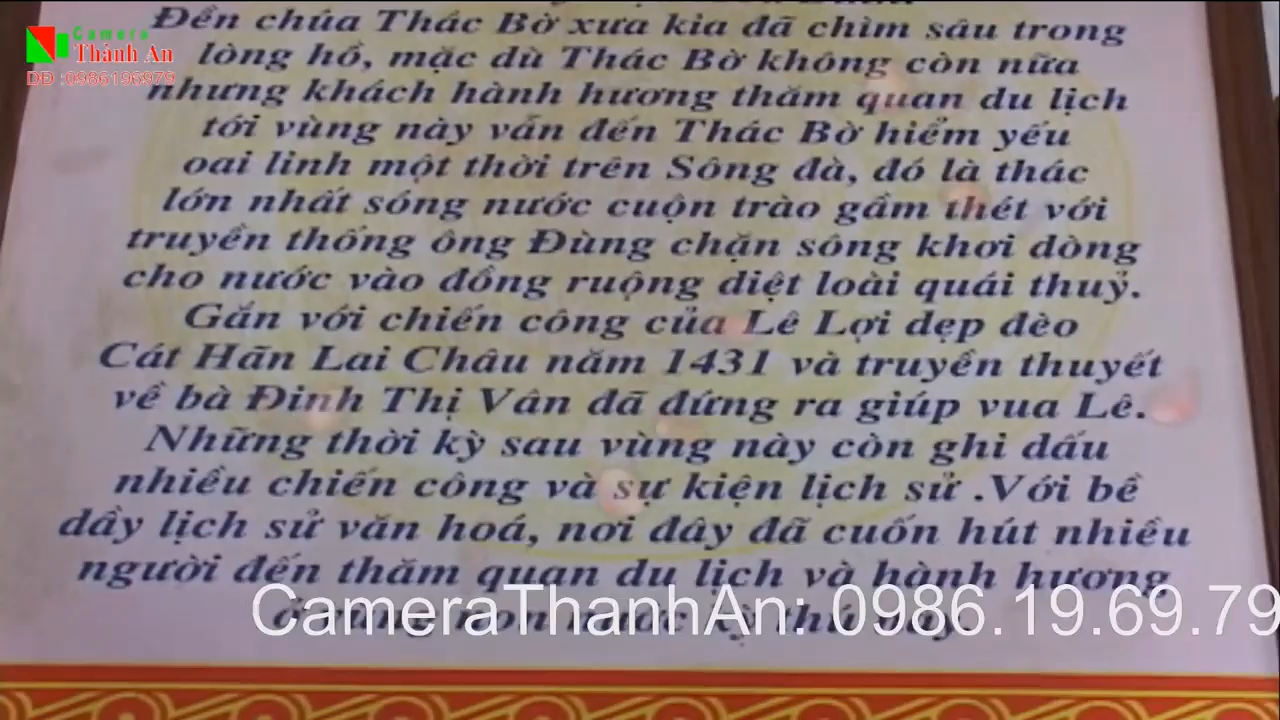 Camera
Thành An
DĐ :0986196979
Đền chúa Thác Bờ xưa kia đã chìm sâu trong
lòng hồ, mặc dù Thác Bờ không còn nữa
nhưng khách hành hương thăm quan du lịch
tới vùng này vẫn đến Thác Bờ hiểm yếu
oai linh một thời trên Sông đà, đó là thác
lớn nhất sóng nước cuộn trào gầm thét với
truyền thống ông Đùng chặn sông khơi dòng
cho nước vào đồng ruộng diệt loài quái thuỷ.
Gắn với chiến công của Lê Lợi dẹp đèo
Cát Hãn Lai Châu năm 1431 và truyền thuyết
về bà Đinh Thị Vân đã đứng ra giúp vua Lê.
Những thời kỳ sau vùng này còn ghi dấu
nhiều chiến công và sự kiện lịch sử .Với bề
dầy lịch sử văn hoá, nơi đây đã cuốn hút nhiều
người đến thăm quan du lịch và hành hương
CameraThanhAn: 0986.19.69.79
ở vùng non nước kỳ thú này.